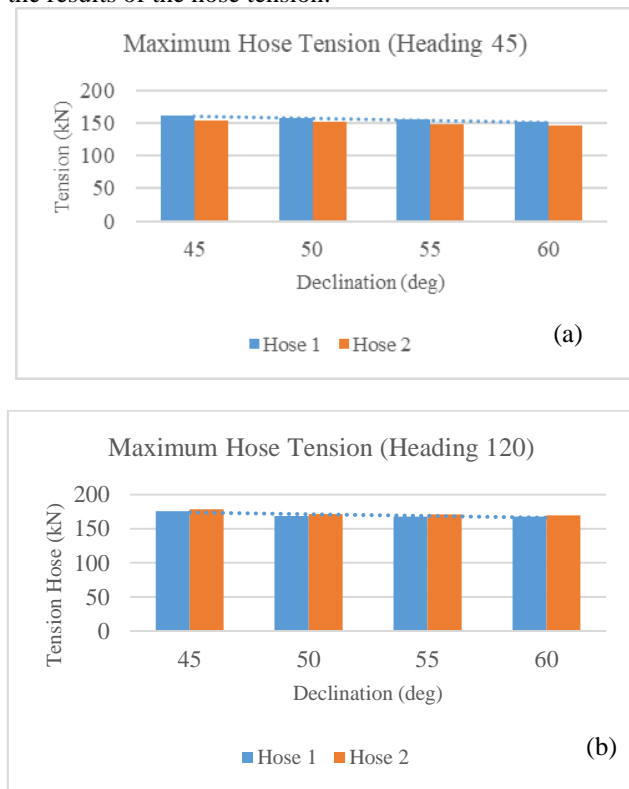 the results of the hose tension.
Maximum Hose Tension (Heading 45)
Tension (kN)
200
150
100
50
0
45 50 55 60
Declination (deg)
Hose 1 Hose 2
(a)
Maximum Hose Tension (Heading 120)
Tension Hose (kN)
200
150
100
50
0
45 50 55 60
Declination (deg)
Hose 1 Hose 2
(b)